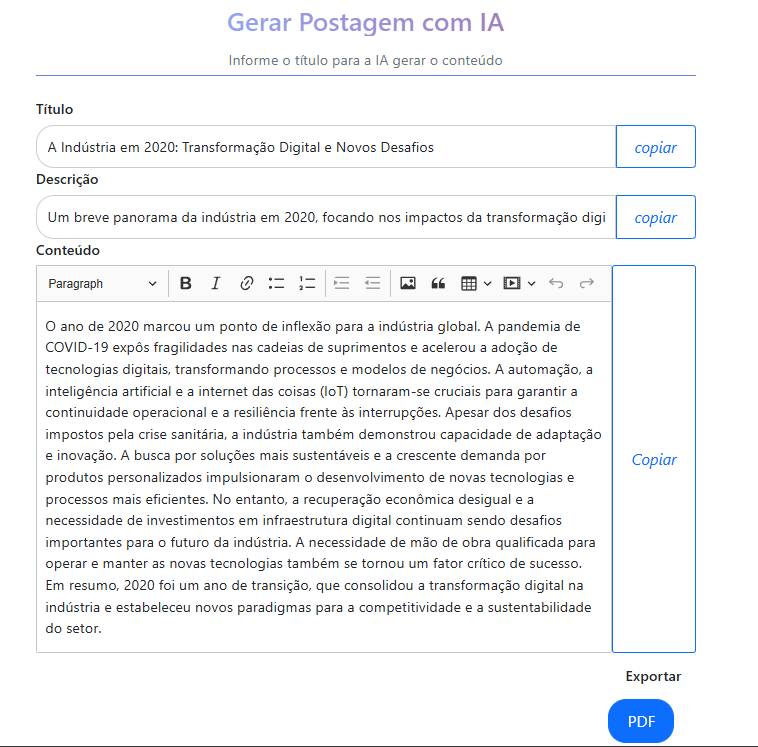 Gerar Postagem com IA
Informe o título para a IA gerar o conteúdo
Título
A Indústria em 2020: Transformação Digital e Novos Desafios
copiar
Descrição
Um breve panorama da indústria em 2020, focando nos impactos da transformação digi
copiar
Conteúdo
Paragraph
B I
O ano de 2020 marcou um ponto de inflexão para a indústria global. A pandemia de
COVID-19 expôs fragilidades nas cadeias de suprimentos e acelerou a adoção de
tecnologias digitais, transformando processos e modelos de negócios. A automação, a
inteligência artificial e a internet das coisas (IoT) tornaram-se cruciais para garantir a
continuidade operacional e a resiliência frente às interrupções. Apesar dos desafios
impostos pela crise sanitária, a indústria também demonstrou capacidade de adaptação
e inovação. A busca por soluções mais sustentáveis e a crescente demanda por
produtos personalizados impulsionaram o desenvolvimento de novas tecnologias e
processos mais eficientes. No entanto, a recuperação econômica desigual e a
necessidade de investimentos em infraestrutura digital continuam sendo desafios
importantes para o futuro da indústria. A necessidade de mão de obra qualificada para
operar e manter as novas tecnologias também se tornou um fator crítico de sucesso.
Em resumo, 2020 foi um ano de transição, que consolidou a transformação digital na
indústria e estabeleceu novos paradigmas para a competitividade e a sustentabilidade
do setor.
Copiar
Exportar
PDF